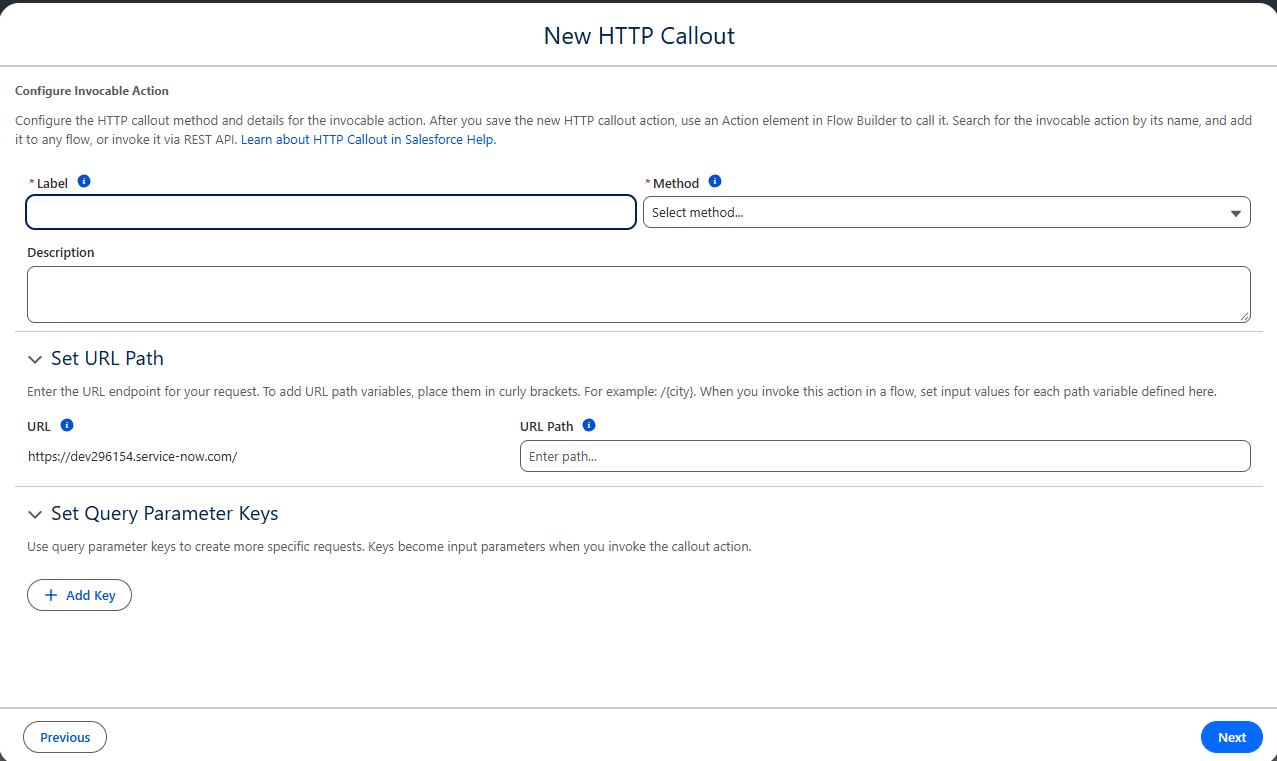 New HTTP Callout
Configure Invocable Action
Configure the HTTP callout method and details for the invocable action. After you save the new HTTP callout action, use an Action element in Flow Builder to call it. Search for the invocable action by its name, and add
it to any flow, or invoke it via REST API. Learn about HTTP Callout in Salesforce Help.
* Label
* Method
Select method...
Description
Set URL Path
Enter the URL endpoint for your request. To add URL path variables, place them in curly brackets. For example: /{city}. When you invoke this action in a flow, set input values for each path variable defined here.
URL
URL Path
https://dev296154.service-now.com/
Enter path...
Set Query Parameter Keys
Use query parameter keys to create more specific requests. Keys become input parameters when you invoke the callout action.
+ Add Key
Previous
Next